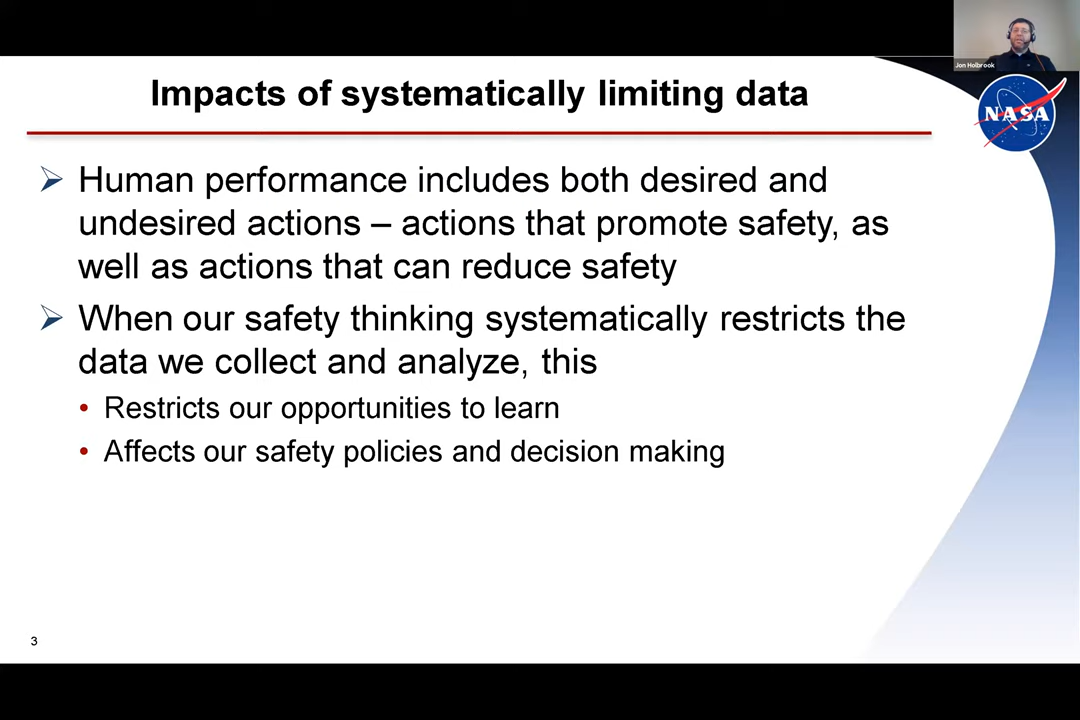 Jon Holbrook
Impacts of systematically limiting data
NASA
Human performance includes both desired and
undesired actions – actions that promote safety, as
well as actions that can reduce safety
When our safety thinking systematically restricts the
data we collect and analyze, this
• Restricts our opportunities to learn
• Affects our safety policies and decision making
3